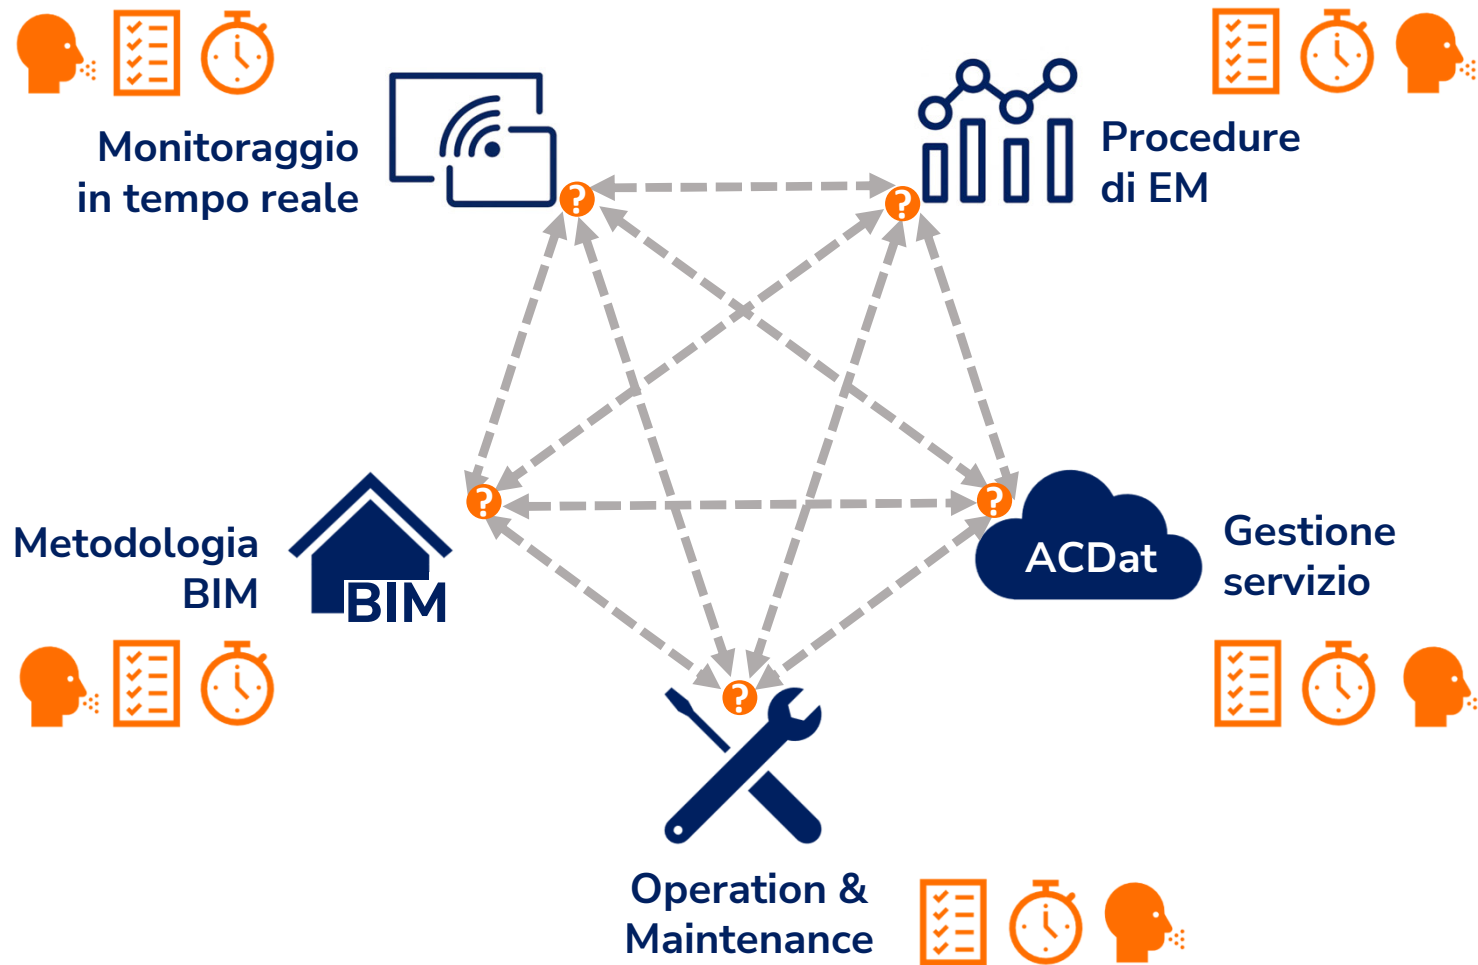 Monitoraggio
in tempo reale
Procedure
di EM
?
?
Metodologia
BIM
BIM
?
?
ACDat
Gestione
servizio
?
Operation &
Maintenance